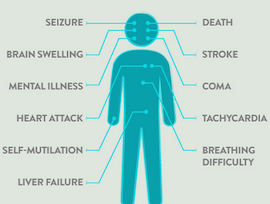 SEIZURE
BRAIN SWELLING
MENTAL ILLNESS
HEART ATTACK
SELF-MUTILATION
LIVER FAILURE
DEATH
STROKE
COMA
TACHYCARDIA
BREATHING
DIFFICULTY